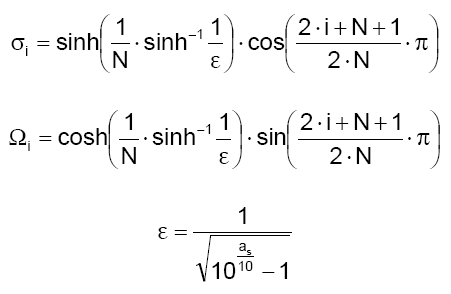 σᵢ = sinh(1/N · sinh⁻¹ 1/ε) · cos((2·i+N+1)/(2·N) · π)
Ωᵢ = cosh(1/N · sinh⁻¹ 1/ε) · sin((2·i+N+1)/(2·N) · π)
ε = 1/√(10^(aₛ/10) − 1)